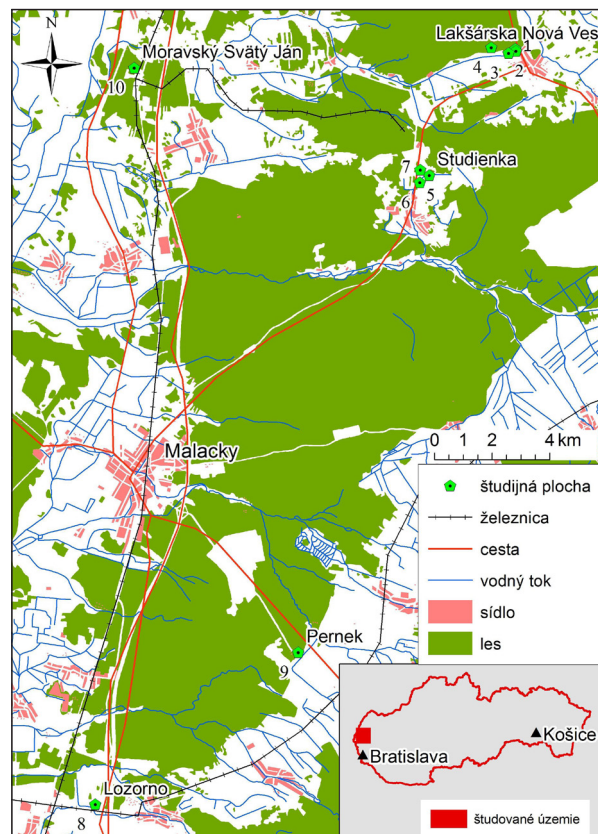 N
Moravský Svätý Ján
10
Lakšárska Nová Ves
1
4
3
2
7
Studienka
5
6
Malacky
0 1 2 4 km
študijná plocha
železnica
cesta
vodný tok
sídlo
les
Pernek
9
Košice
Bratislava
Lozorno
8
študované územie